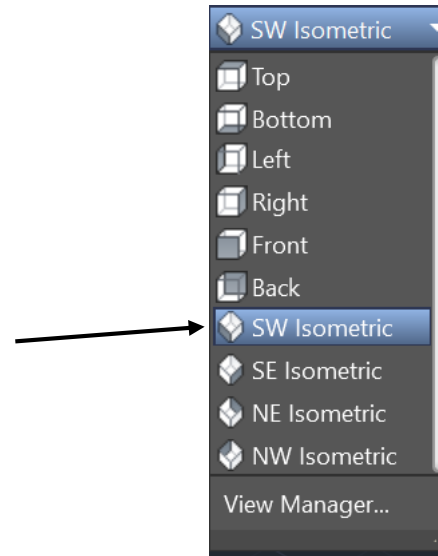 SW Isometric
Top
Bottom
Left
Right
Front
Back
SW Isometric
SE Isometric
NE Isometric
NW Isometric
View Manager...